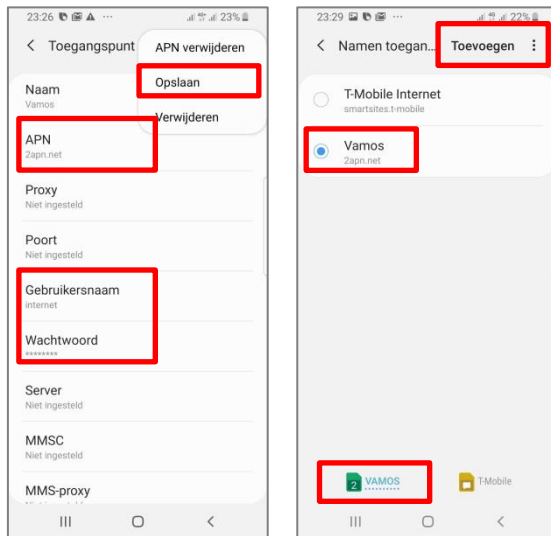 23:26
23%
Toegangspunt
APN verwijderen
Opslaan
Verwijderen
Naam
Vamos
APN
2apn.net
Proxy
Niet ingesteld
Poort
Niet ingesteld
Gebruikersnaam
internet
Wachtwoord
********
Server
Niet ingesteld
MMSC
Niet ingesteld
MMS-proxy
23:29
22%
Namen toegan...
Toevoegen
T-Mobile Internet
smartsites.t-mobile
Vamos
2apn.net
2 VAMOS
T-Mobile